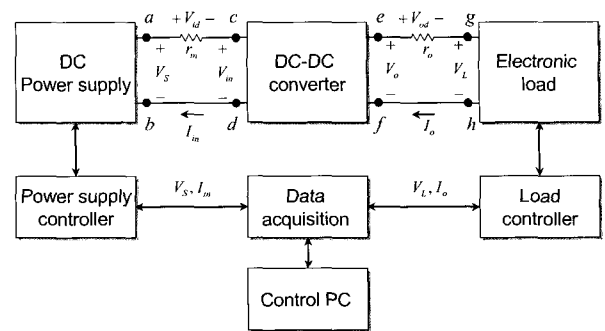 a + V_id − c e + V_od − g
DC Power supply
r_in
DC-DC converter
r_o
Electronic load
+ V_S −
+ V_in −
+ V_o −
+ V_L −
b I_in d f I_o h
Power supply controller
V_S, I_in
Data acquisition
V_L, I_o
Load controller
Control PC